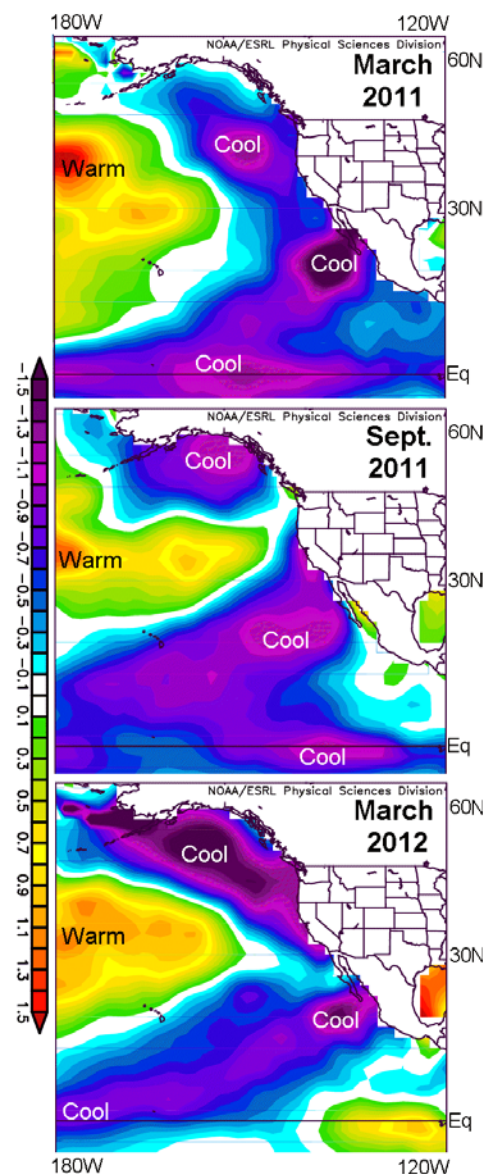 180W 120W
NOAA/ESRL Physical Sciences Division
March
2011
60N
Cool
Warm
30N
Cool
Cool
Eq
-1.5
-1.3
-1.1
-0.9
-0.7
-0.5
-0.3
-0.1
0.1
0.3
0.5
0.7
0.9
1.1
1.3
1.5
NOAA/ESRL Physical Sciences Division
Sept.
2011
60N
Cool
Warm
30N
Cool
Cool
Eq
NOAA/ESRL Physical Sciences Division
March
2012
60N
Cool
Warm
30N
Cool
Cool
Eq
180W 120W